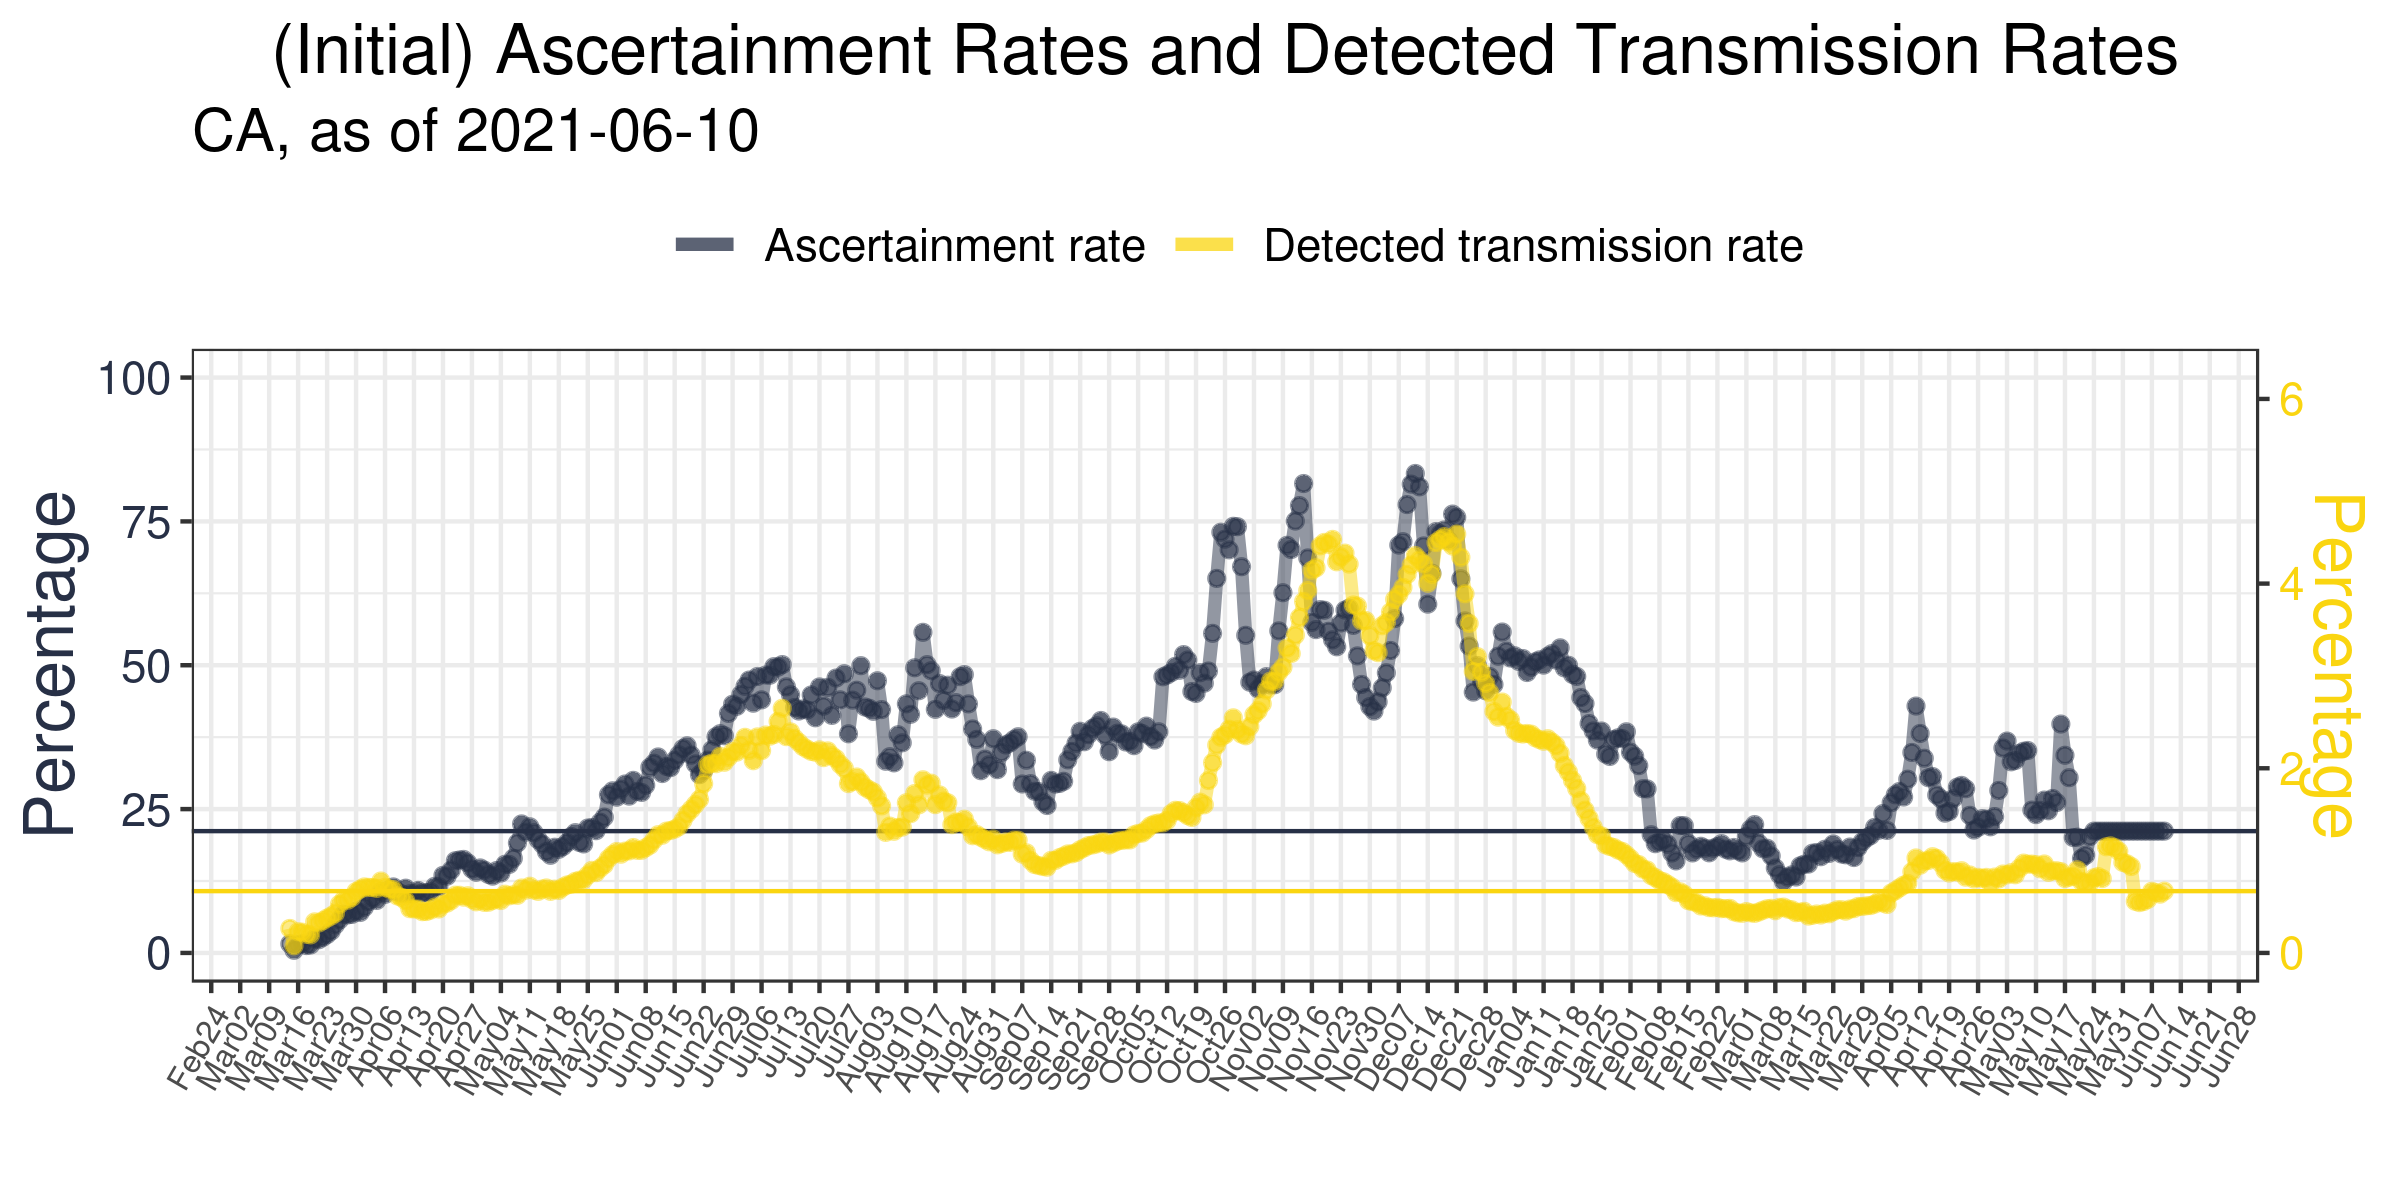 (Initial) Ascertainment Rates and Detected Transmission Rates
CA, as of 2021-06-10
Ascertainment rate Detected transmission rate
Percentage
100
75
50
25
0
6
4
2
0
Percentage
Feb24 Mar02 Mar09 Mar16 Mar23 Mar30 Apr06 Apr13 Apr20 Apr27 May04 May11 May18 May25 Jun01 Jun08 Jun15 Jun22 Jun29 Jul06 Jul13 Jul20 Jul27 Aug03 Aug10 Aug17 Aug24 Aug31 Sep07 Sep14 Sep21 Sep28 Oct05 Oct12 Oct19 Oct26 Nov02 Nov09 Nov16 Nov23 Nov30 Dec07 Dec14 Dec21 Dec28 Jan04 Jan11 Jan18 Jan25 Feb01 Feb08 Feb15 Feb22 Mar01 Mar08 Mar15 Mar22 Mar29 Apr05 Apr12 Apr19 Apr26 May03 May10 May17 May24 May31 Jun07 Jun14 Jun21 Jun28